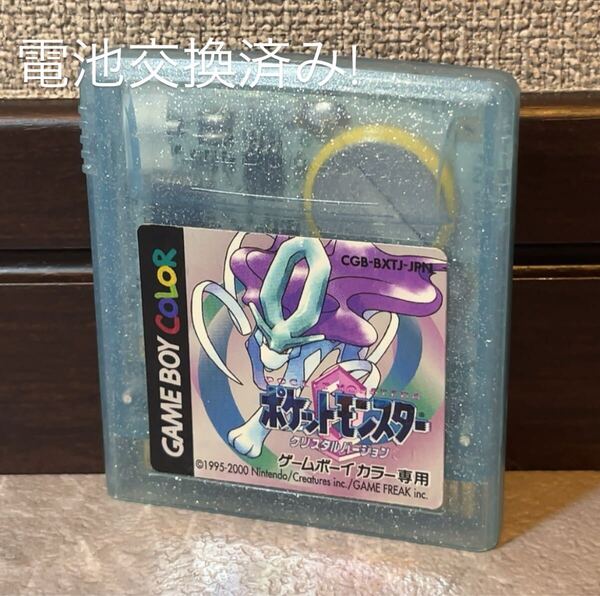 電池交換済み!
CGB-BXTJ-JPN
GAME BOY COLOR
POCKET MONSTERS
ポケットモンスター
クリスタルバージョン
ゲームボーイ カラー専用
©1995-2000 Nintendo/Creatures inc./GAME FREAK inc.